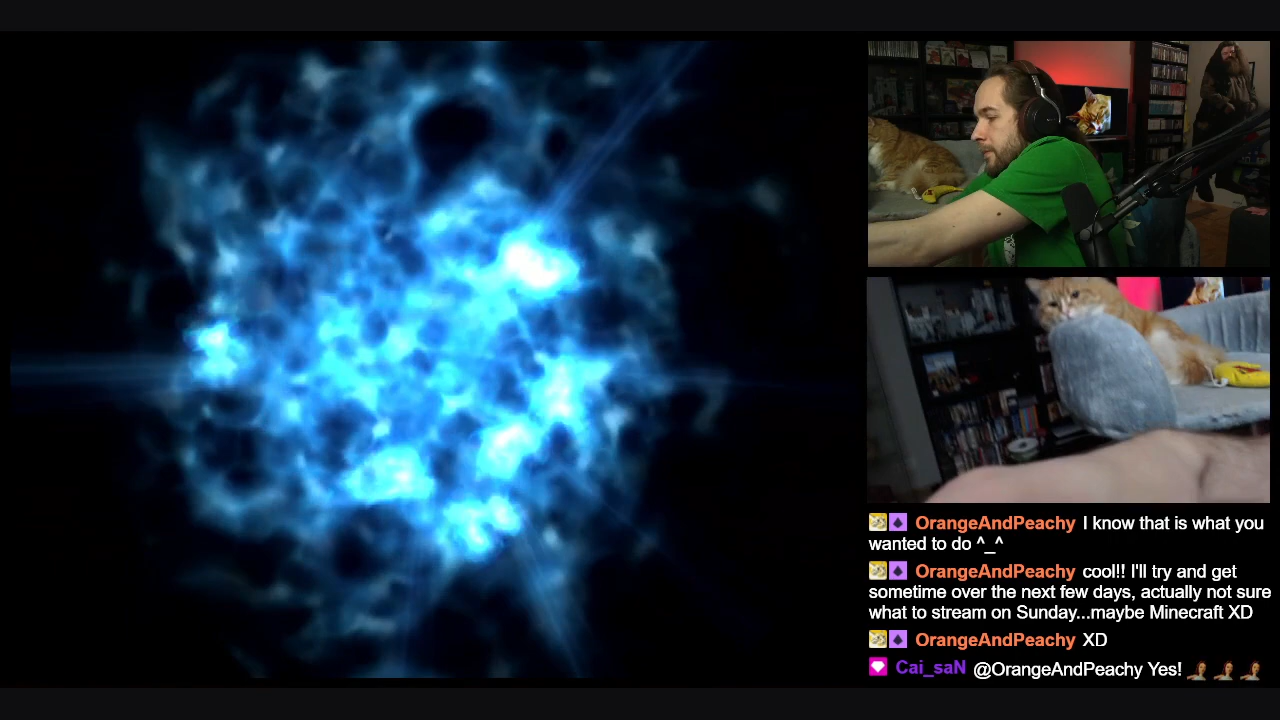 OrangeAndPeachy I know that is what you
wanted to do ^_^
OrangeAndPeachy cool!! I'll try and get
sometime over the next few days, actually not sure
what to stream on Sunday...maybe Minecraft XD
OrangeAndPeachy XD
Cai_saN @OrangeAndPeachy Yes!